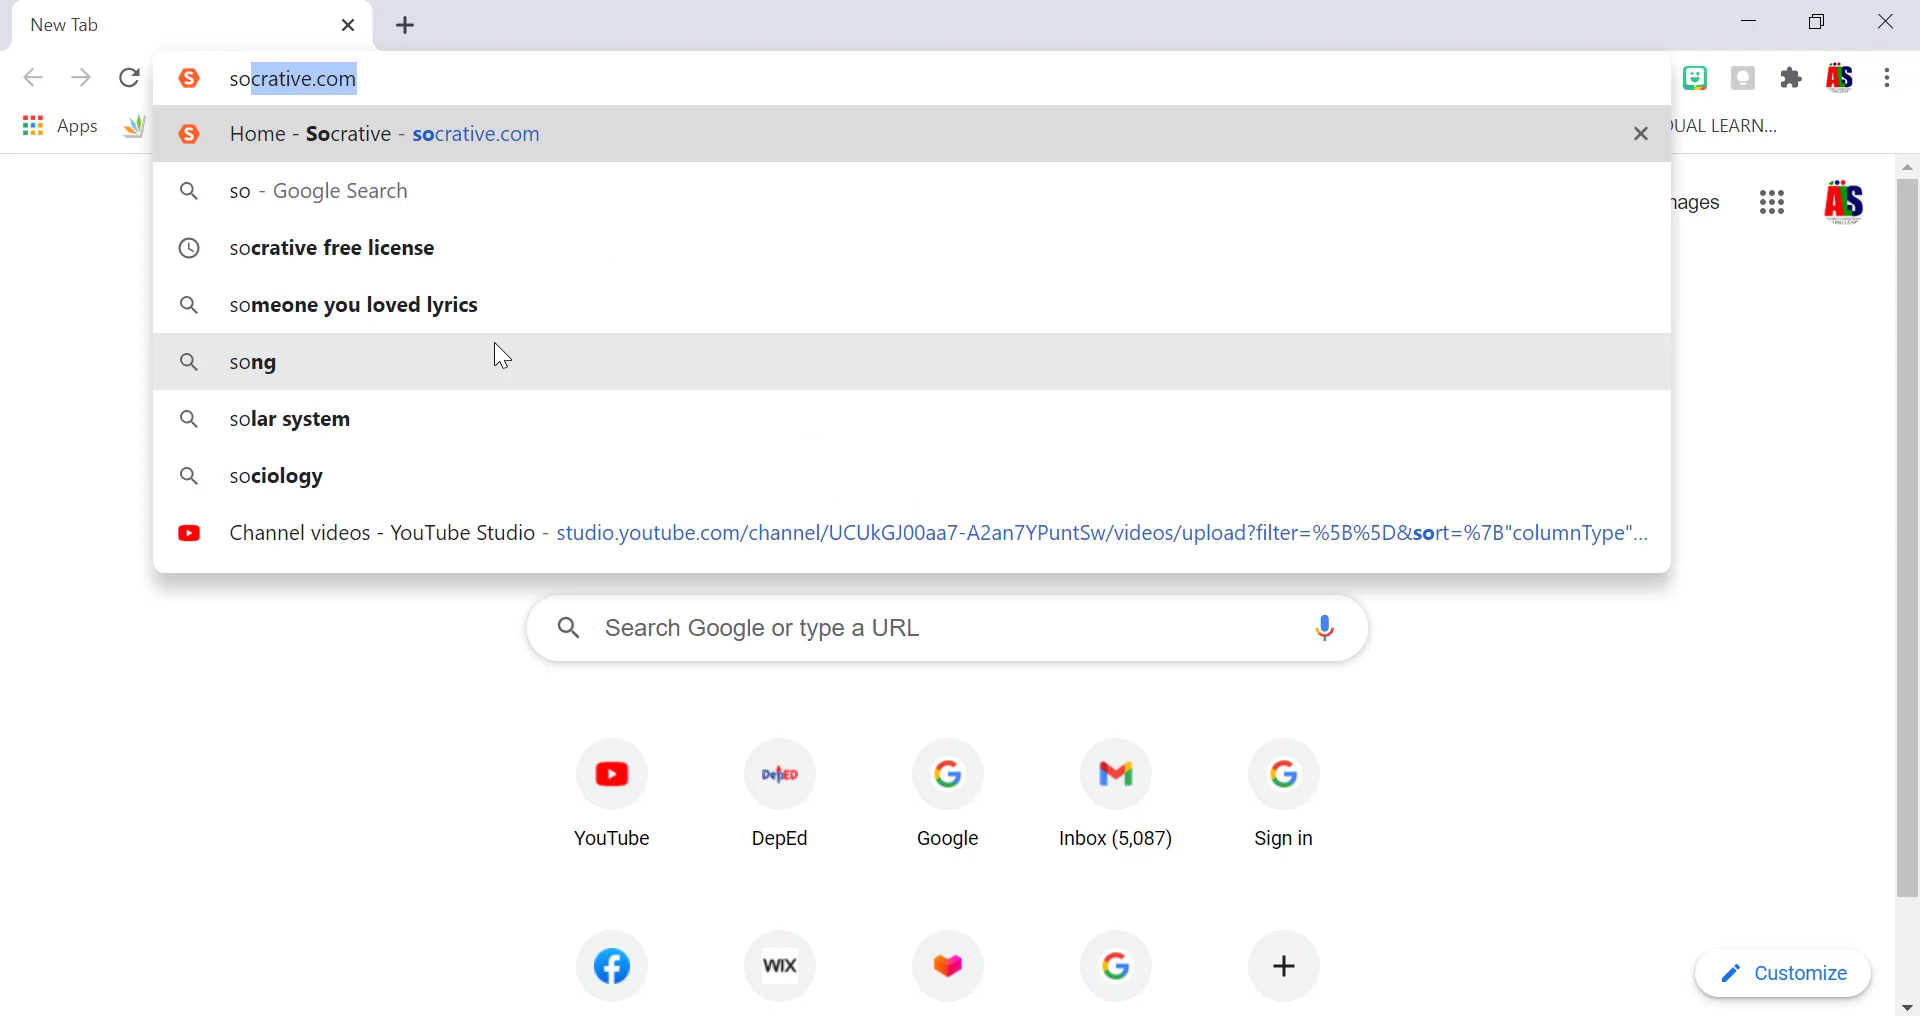 New Tab
socrative.com
Apps
Home - Socrative - socrative.com
UAL LEARN...
so - Google Search
ages
socrative free license
someone you loved lyrics
song
solar system
sociology
Channel videos - YouTube Studio - studio.youtube.com/channel/UCUkGJ00aa7-A2an7YPuntSw/videos/upload?filter=%5B%5D&sort=%7B"columnType"...
Search Google or type a URL
DepED
YouTube
DepEd
Google
Inbox (5,087)
Sign in
WIX
Customize